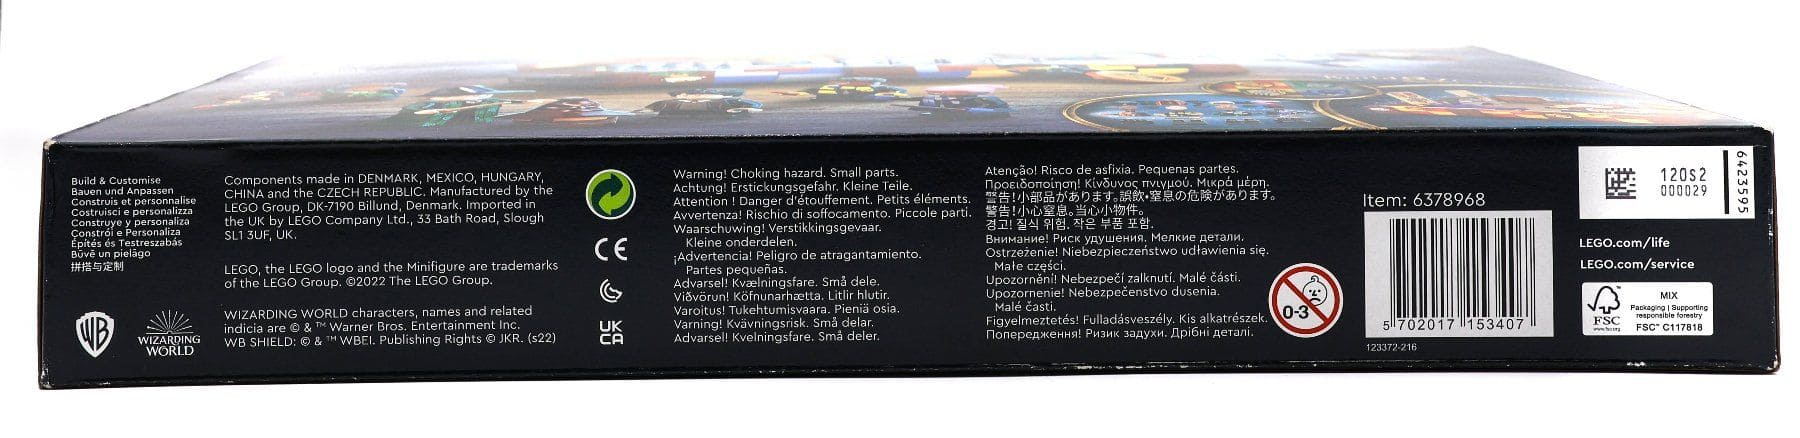 Build & Customise
Bauen und Anpassen
Construis et personnalise
Costruisci e personalizza
Construye y personaliza
Constrói e Personaliza
Építés és Testreszabás
Būvē un pielāgo
拼搭与定制
WB
WIZARDING
WORLD
Components made in DENMARK, MEXICO, HUNGARY,
CHINA and the CZECH REPUBLIC. Manufactured by the
LEGO Group, DK-7190 Billund, Denmark. Imported in
the UK by LEGO Company Ltd., 33 Bath Road, Slough
SL1 3UF, UK.
LEGO, the LEGO logo and the Minifigure are trademarks
of the LEGO Group. ©2022 The LEGO Group.
WIZARDING WORLD characters, names and related
indicia are © & ™ Warner Bros. Entertainment Inc.
WB SHIELD: © & ™ WBEI. Publishing Rights © JKR. (s22)
CE
UK
CA
Warning! Choking hazard. Small parts.
Achtung! Erstickungsgefahr. Kleine Teile.
Attention ! Danger d'étouffement. Petits éléments.
Avvertenza! Rischio di soffocamento. Piccole parti.
Waarschuwing! Verstikkingsgevaar.
Kleine onderdelen.
¡Advertencia! Peligro de atragantamiento.
Partes pequeñas.
Advarsel! Kvælningsfare. Små dele.
Viðvörun! Köfnunarhætta. Litlir hlutir.
Varoitus! Tukehtumisvaara. Pieniä osia.
Varning! Kvävningsrisk. Små delar.
Advarsel! Kvelningsfare. Små deler.
Atenção! Risco de asfixia. Pequenas partes.
Προειδοποίηση! Κίνδυνος πνιγμού. Μικρά μέρη.
警告!小部品があります。誤飲・窒息の危険があります。
警告!小心窒息。当心小物件。
경고! 질식 위험. 작은 부품 포함.
Внимание! Риск удушения. Мелкие детали.
Ostrzeżenie! Niebezpieczeństwo udławienia się.
Małe części.
Upozornění! Nebezpečí zalknutí. Malé části.
Upozornenie! Nebezpečenstvo dusenia.
Malé časti.
Figyelmeztetés! Fulladásveszély. Kis alkatrészek.
Попередження! Ризик задухи. Дрібні деталі.
0-3
Item: 6378968
5 702017 153407
123372-216
120S2
000029
6423595
LEGO.com/life
LEGO.com/service
FSC
www.fsc.org
MIX
Packaging | Supporting
responsible forestry
FSC™ C117818